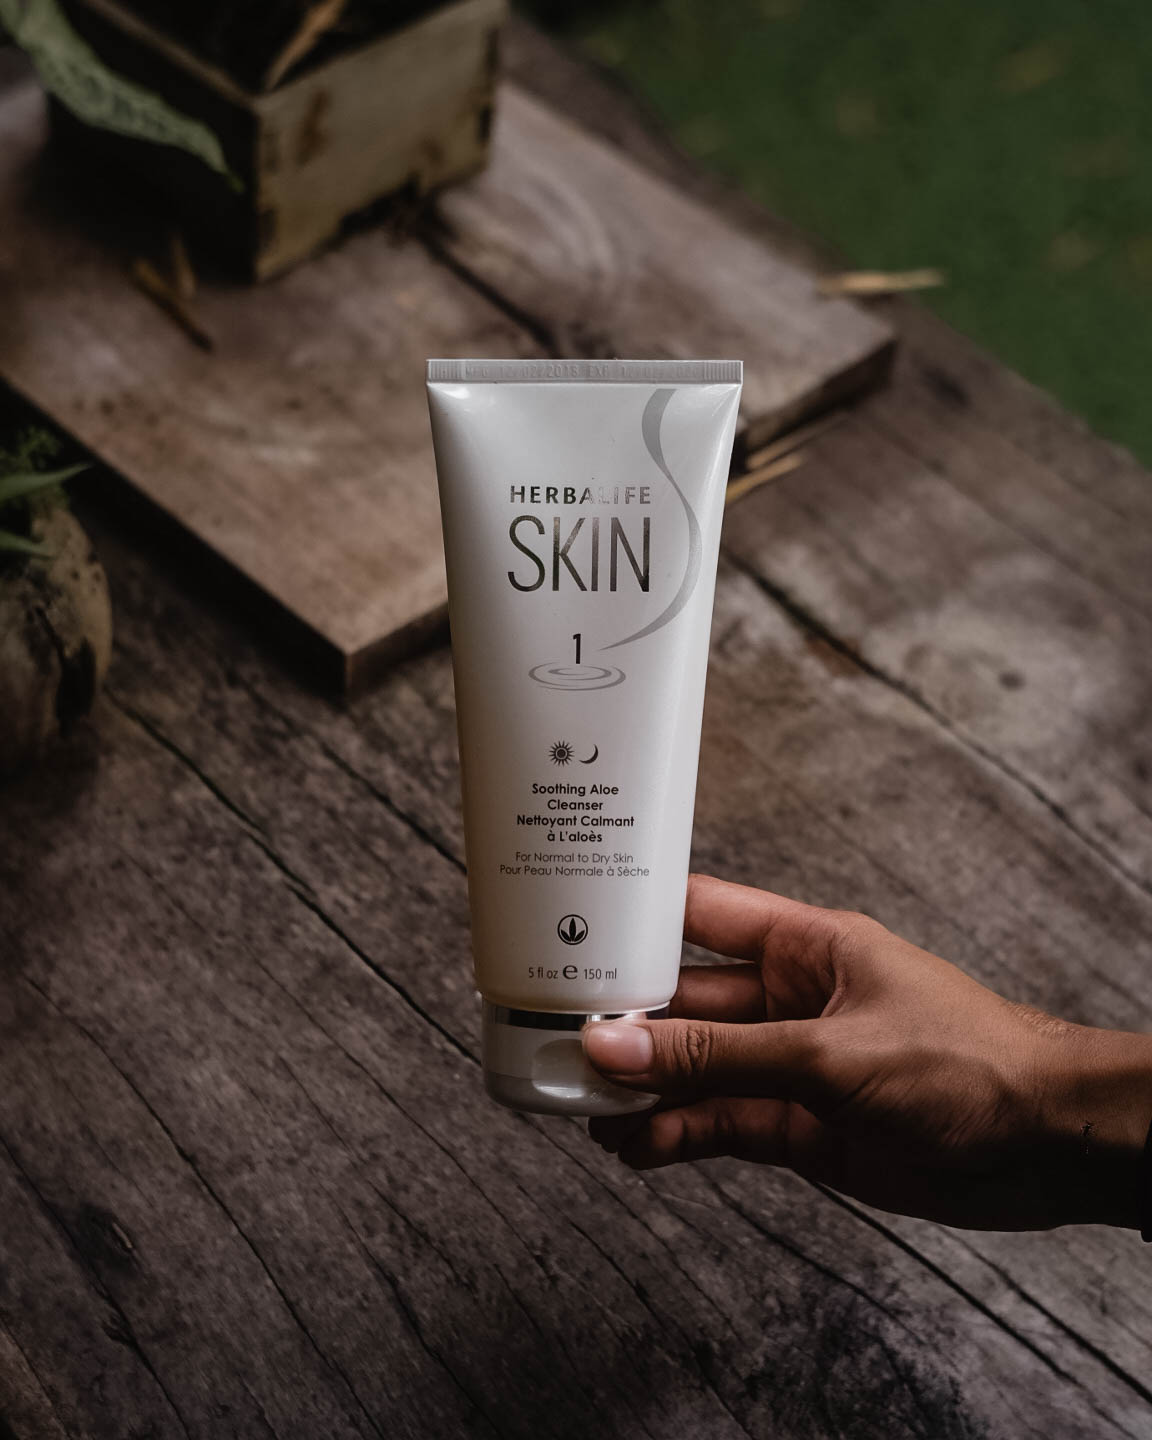 HERBALIFE
SKIN
1
Soothing Aloe
Cleanser
Nettoyant Calmant
à L'aloès
For Normal to Dry Skin
Pour Peau Normale à Sèche
5 fl oz e 150 ml